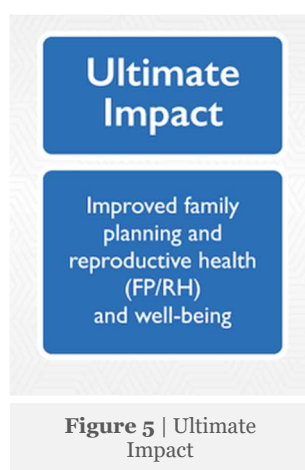 Ultimate
Impact
Improved family
planning and
reproductive health
(FP/RH)
and well-being
Figure 5 | Ultimate
Impact